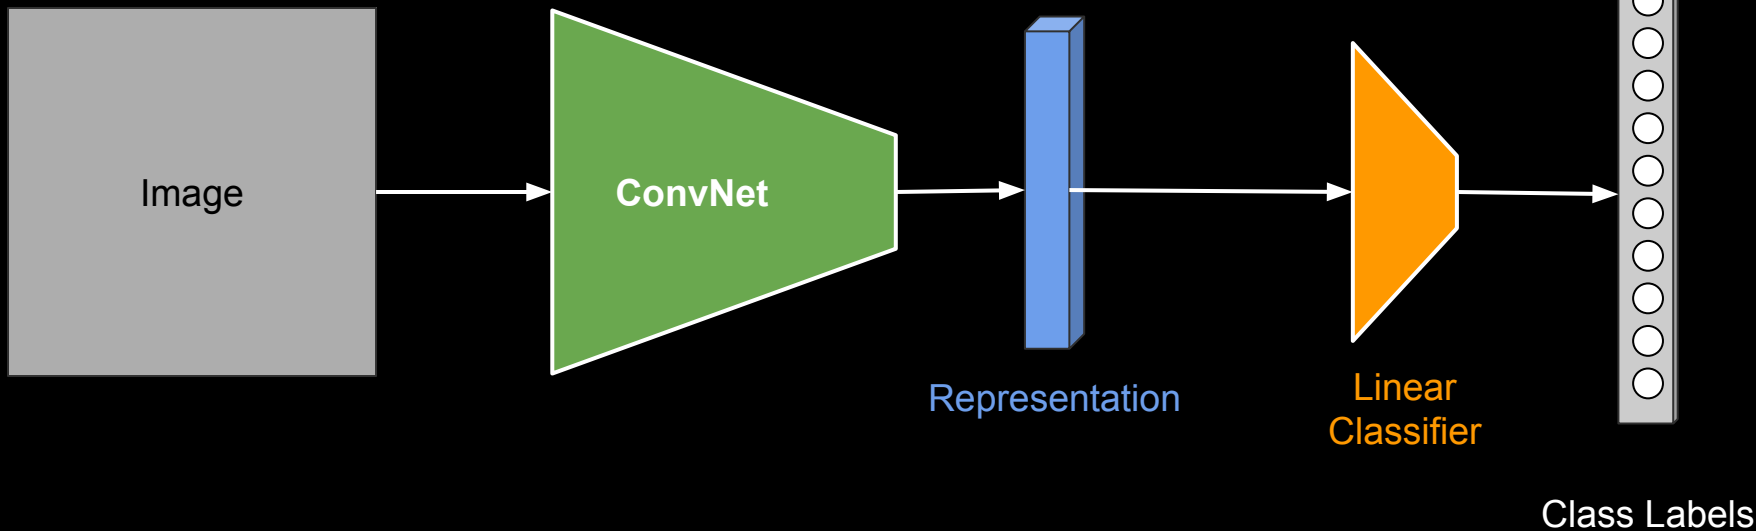 Image
ConvNet
Representation
Linear
Classifier
Class Labels